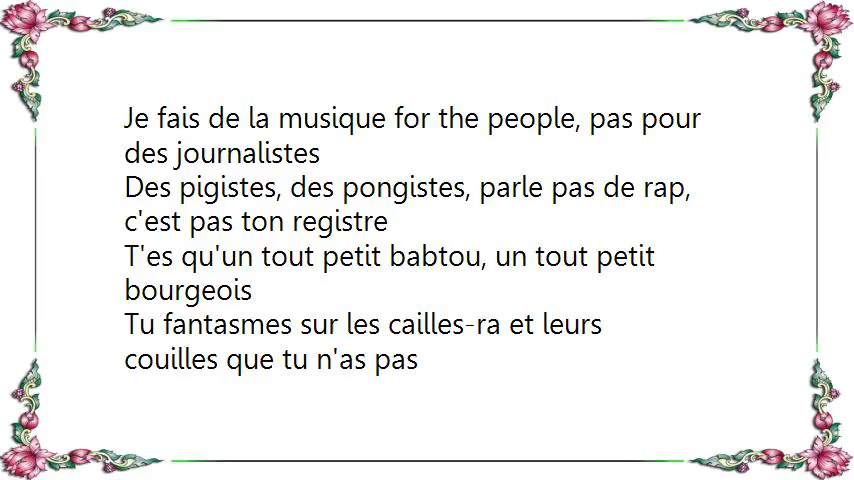 Je fais de la musique for the people, pas pour
des journalistes
Des pigistes, des pongistes, parle pas de rap,
c'est pas ton registre
T'es qu'un tout petit babtou, un tout petit
bourgeois
Tu fantasmes sur les cailles-ra et leurs
couilles que tu n'as pas